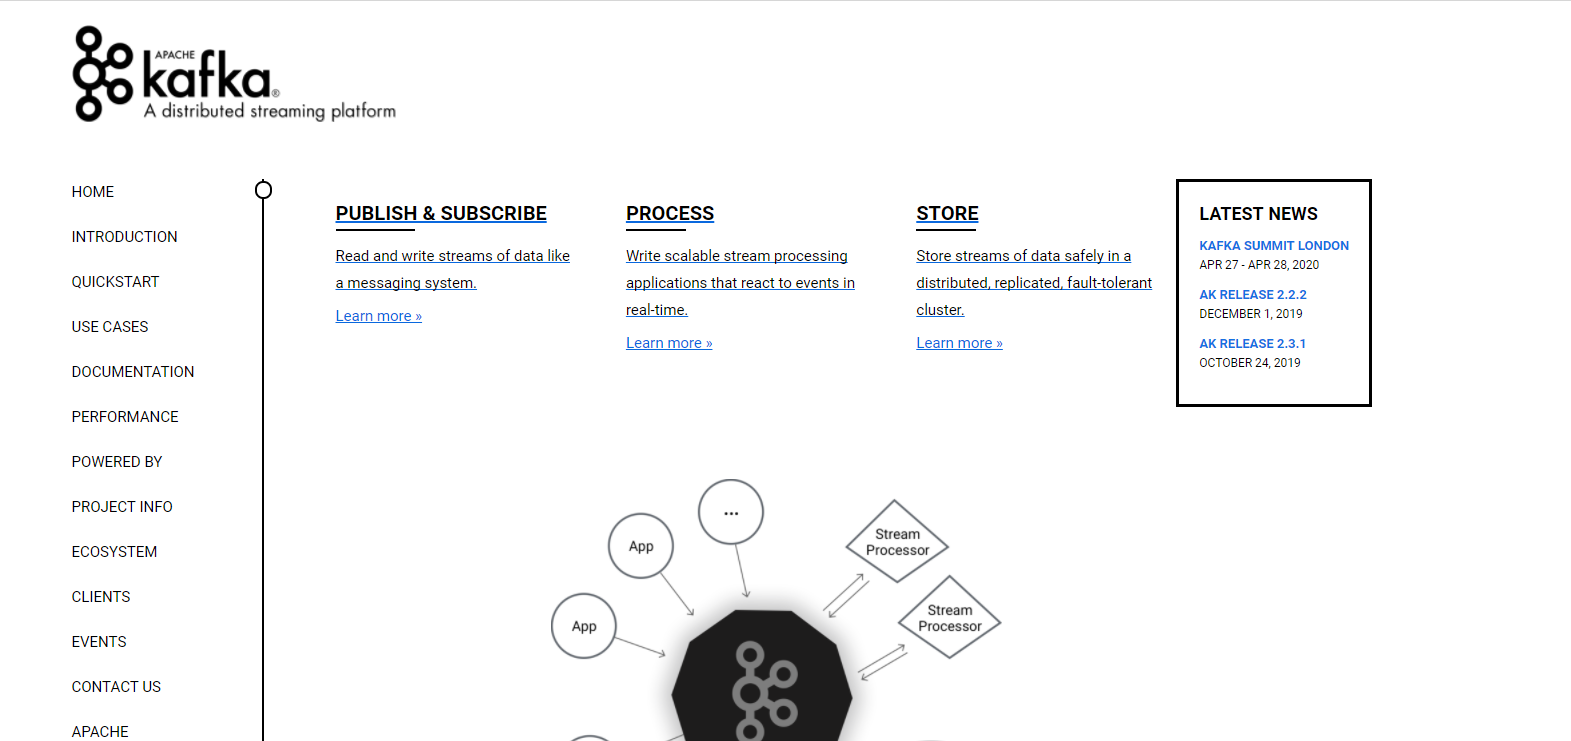 APACHE
kafka®
A distributed streaming platform
HOME
INTRODUCTION
QUICKSTART
USE CASES
DOCUMENTATION
PERFORMANCE
POWERED BY
PROJECT INFO
ECOSYSTEM
CLIENTS
EVENTS
CONTACT US
APACHE
PUBLISH & SUBSCRIBE
Read and write streams of data like
a messaging system.
Learn more »
PROCESS
Write scalable stream processing
applications that react to events in
real-time.
Learn more »
STORE
Store streams of data safely in a
distributed, replicated, fault-tolerant
cluster.
Learn more »
LATEST NEWS
KAFKA SUMMIT LONDON
APR 27 - APR 28, 2020
AK RELEASE 2.2.2
DECEMBER 1, 2019
AK RELEASE 2.3.1
OCTOBER 24, 2019
...
App
App
Stream
Processor
Stream
Processor